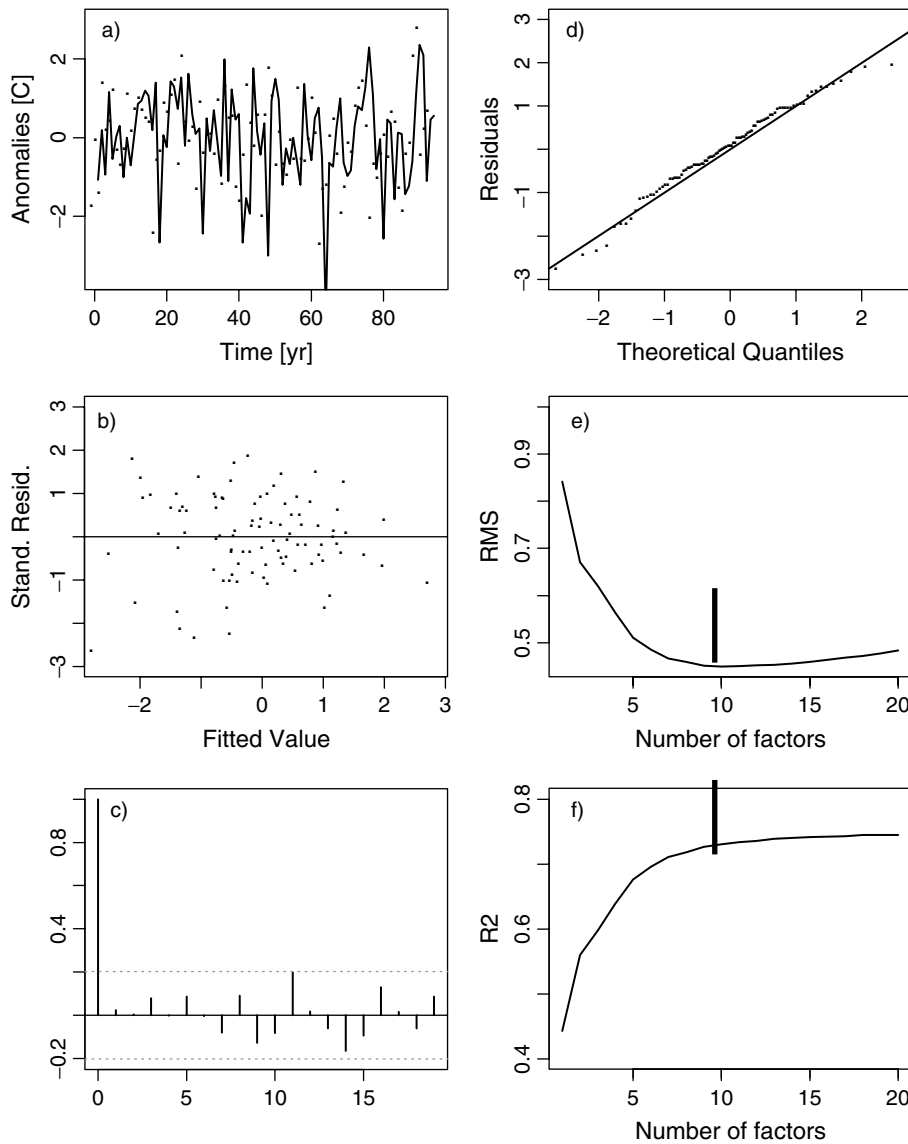 a)
Anomalies [C]
2
0
−2
0 20 40 60 80
Time [yr]
d)
Residuals
3
1
−1
−3
−2 −1 0 1 2
Theoretical Quantiles
b)
Stand. Resid.
3
1
−1
−3
−2 0 1 2 3
Fitted Value
e)
RMS
0.9
0.7
0.5
5 10 15 20
Number of factors
c)
0.8
0.4
−0.2
0 5 10 15
f)
R2
0.8
0.6
0.4
5 10 15 20
Number of factors